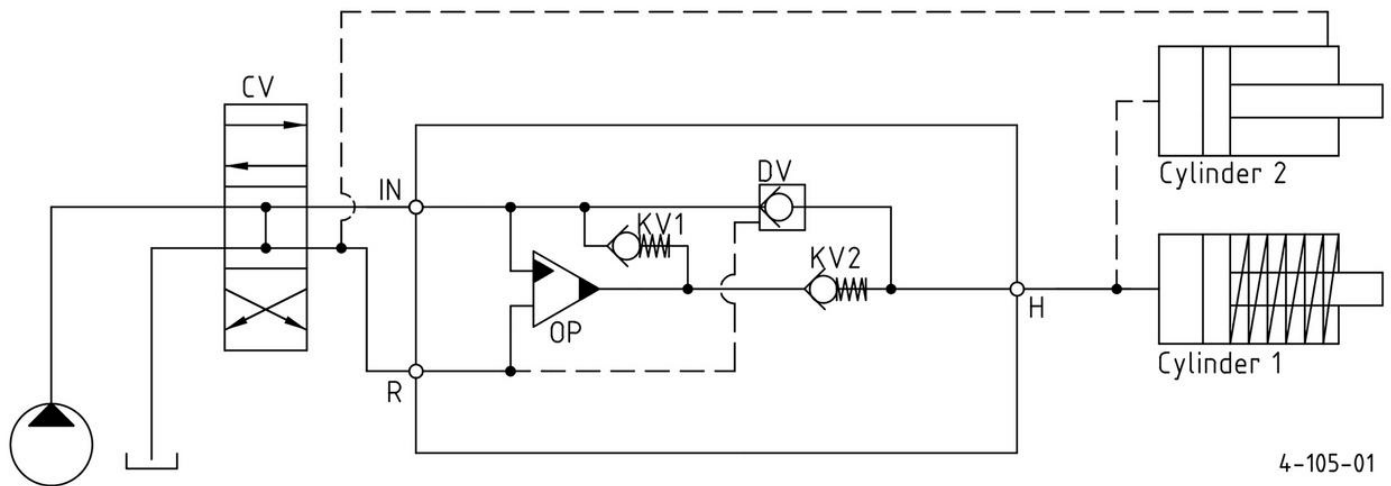 CV
Cylinder 2
IN
DV
KV1
KV2
OP
H
R
Cylinder 1
4-105-01